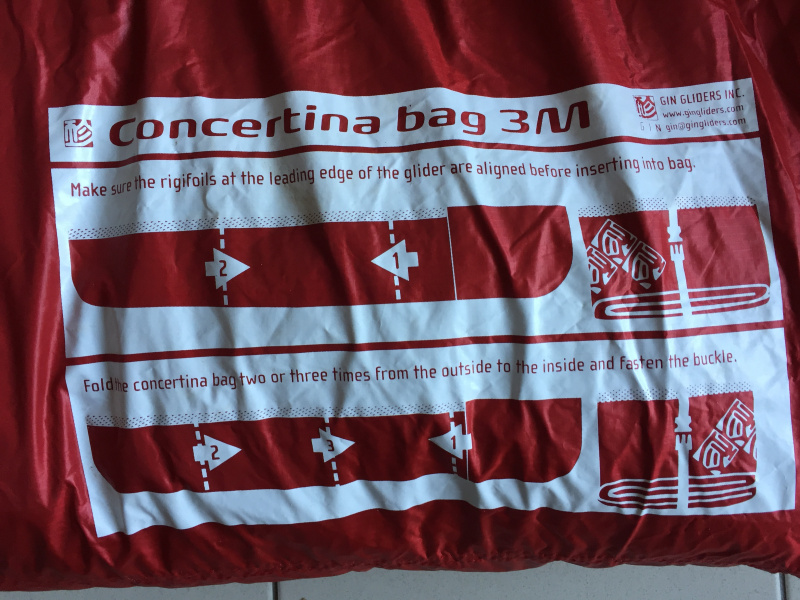 Concertina bag 3M
GIN GLIDERS INC.
www.gingliders.com
gin@gingliders.com
Make sure the rigifoils at the leading edge of the glider are aligned before inserting into bag.
2
1
Fold the concertina bag two or three times from the outside to the inside and fasten the buckle.
2
3
1